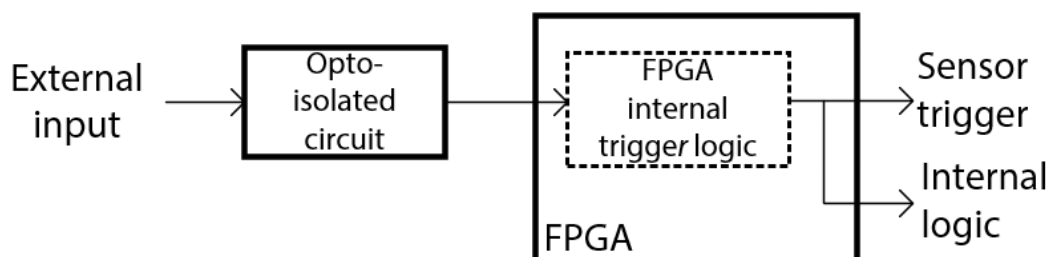 External
input
Opto-
isolated
circuit
FPGA
internal
trigger logic
FPGA
Sensor
trigger
Internal
logic